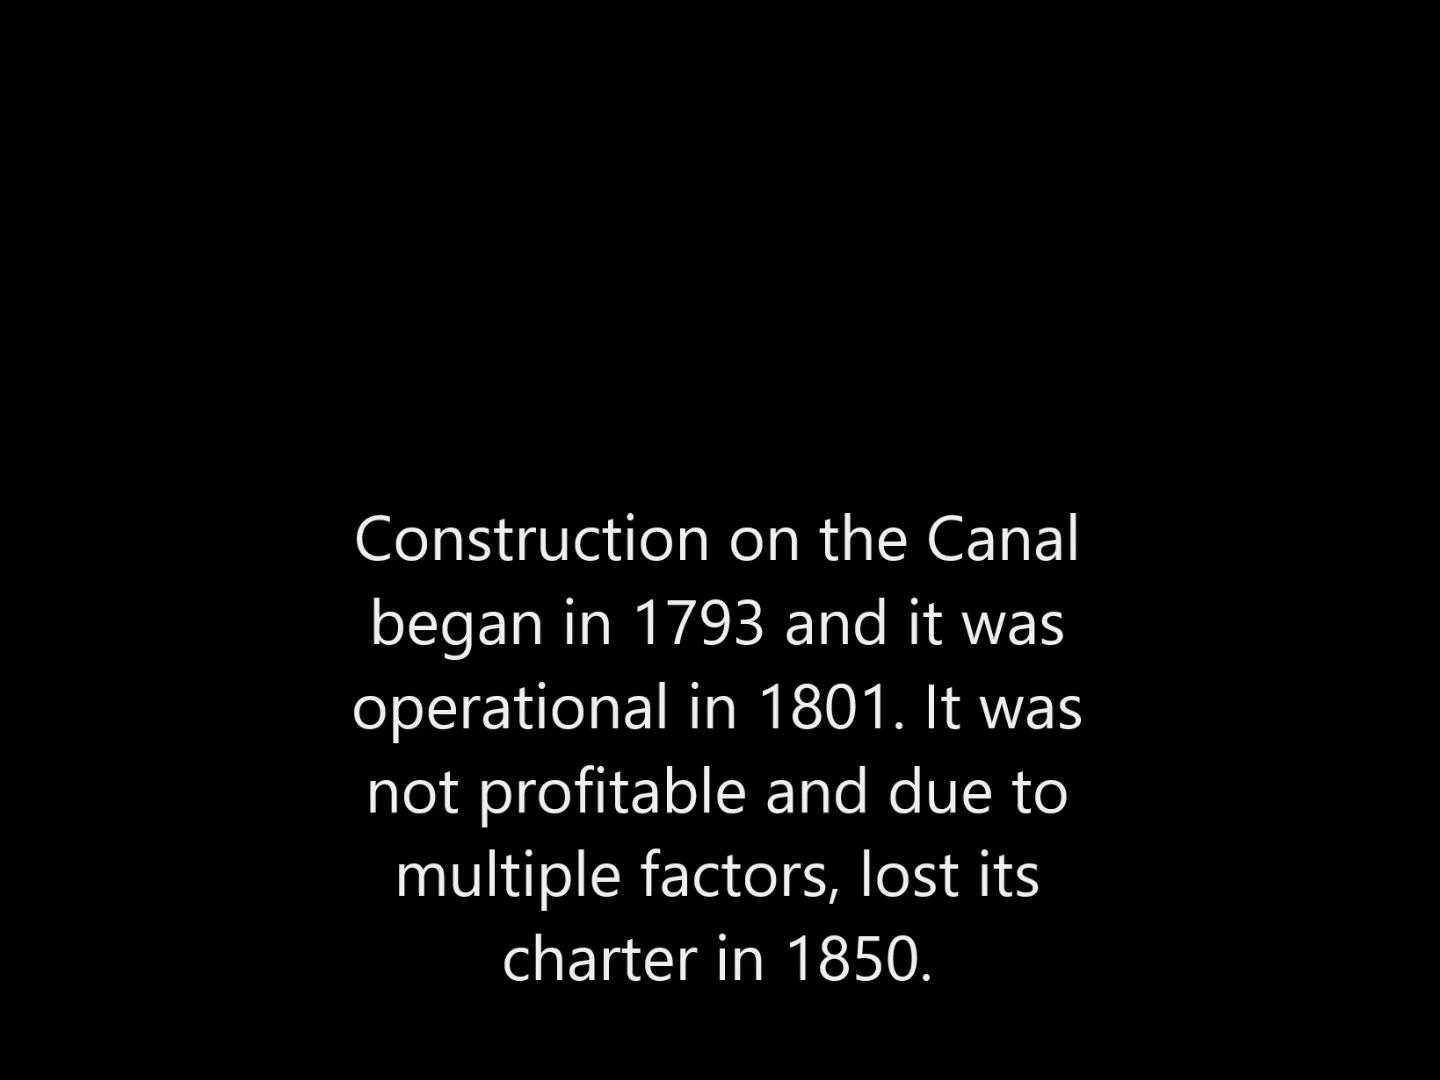 Construction on the Canal
began in 1793 and it was
operational in 1801. It was
not profitable and due to
multiple factors, lost its
charter in 1850.